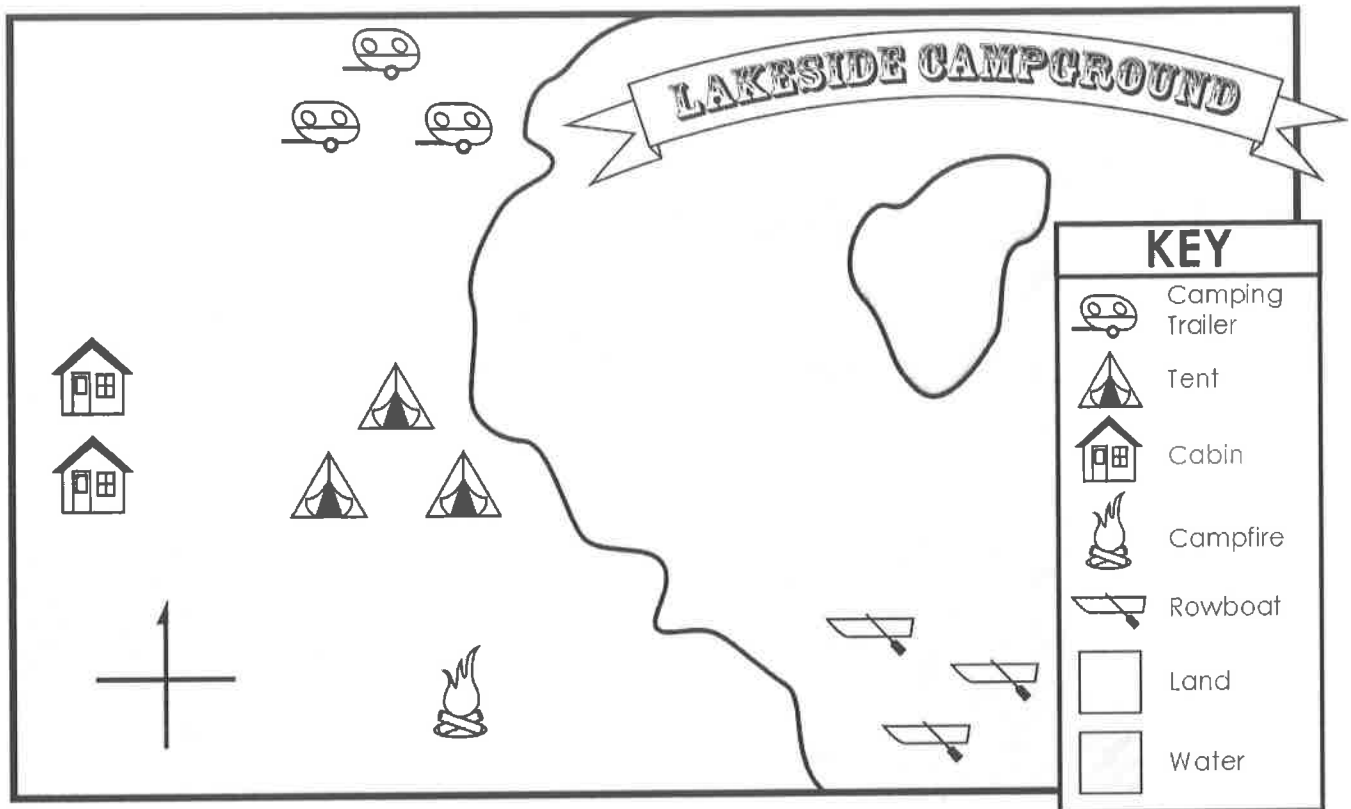 LAKESIDE CAMPGROUND
KEY
Camping
Trailer
Tent
Cabin
Campfire
Rowboat
Land
Water